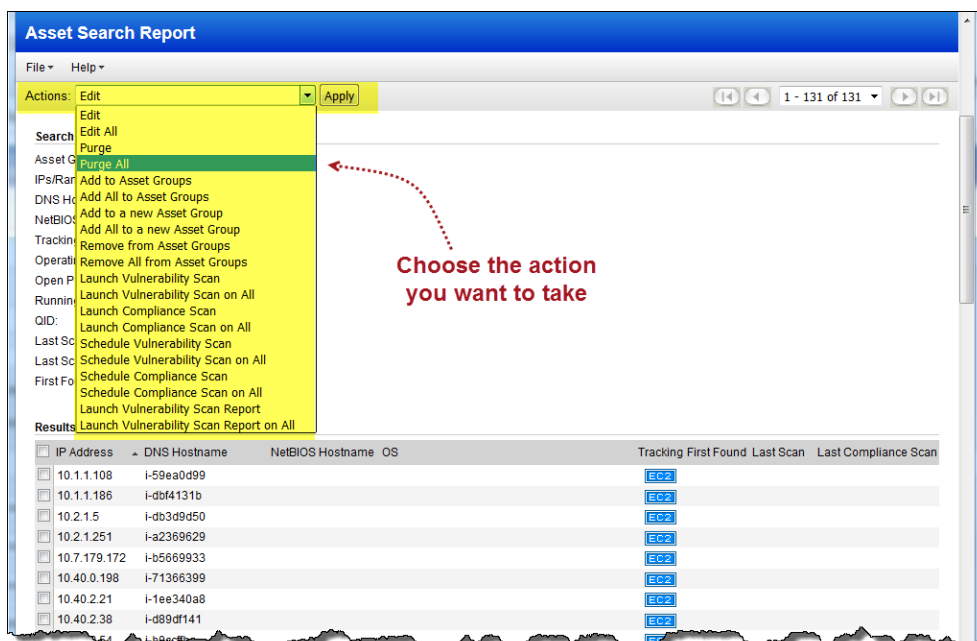 Asset Search Report
File Help
Actions: Edit Apply 1 - 131 of 131
Edit
Edit All
Search
Purge
Asset G
Purge All
IPs/Ran
Add to Asset Groups
DNS Ho
Add All to Asset Groups
Add to a new Asset Group
NetBIOS
Add All to a new Asset Group
Tracking
Remove from Asset Groups
Operati
Remove All from Asset Groups
Choose the action
you want to take
Open P
Launch Vulnerability Scan
Launch Vulnerability Scan on All
Running
Launch Compliance Scan
QID:
Launch Compliance Scan on All
Last Sc
Schedule Vulnerability Scan
Last Sc
Schedule Vulnerability Scan on All
Schedule Compliance Scan
First Fo
Schedule Compliance Scan on All
Launch Vulnerability Scan Report
Results
Launch Vulnerability Scan Report on All
IP Address DNS Hostname NetBIOS Hostname OS Tracking First Found Last Scan Last Compliance Scan
10.1.1.108 i-59ea0d99 EC2
10.1.1.186 i-dbf4131b EC2
10.2.1.5 i-db3d9d50 EC2
10.2.1.251 i-a2369629 EC2
10.7.179.172 i-b5669933 EC2
10.40.0.198 i-71366399 EC2
10.40.2.21 i-1ee340a8 EC2
10.40.2.38 i-d89df141 EC2